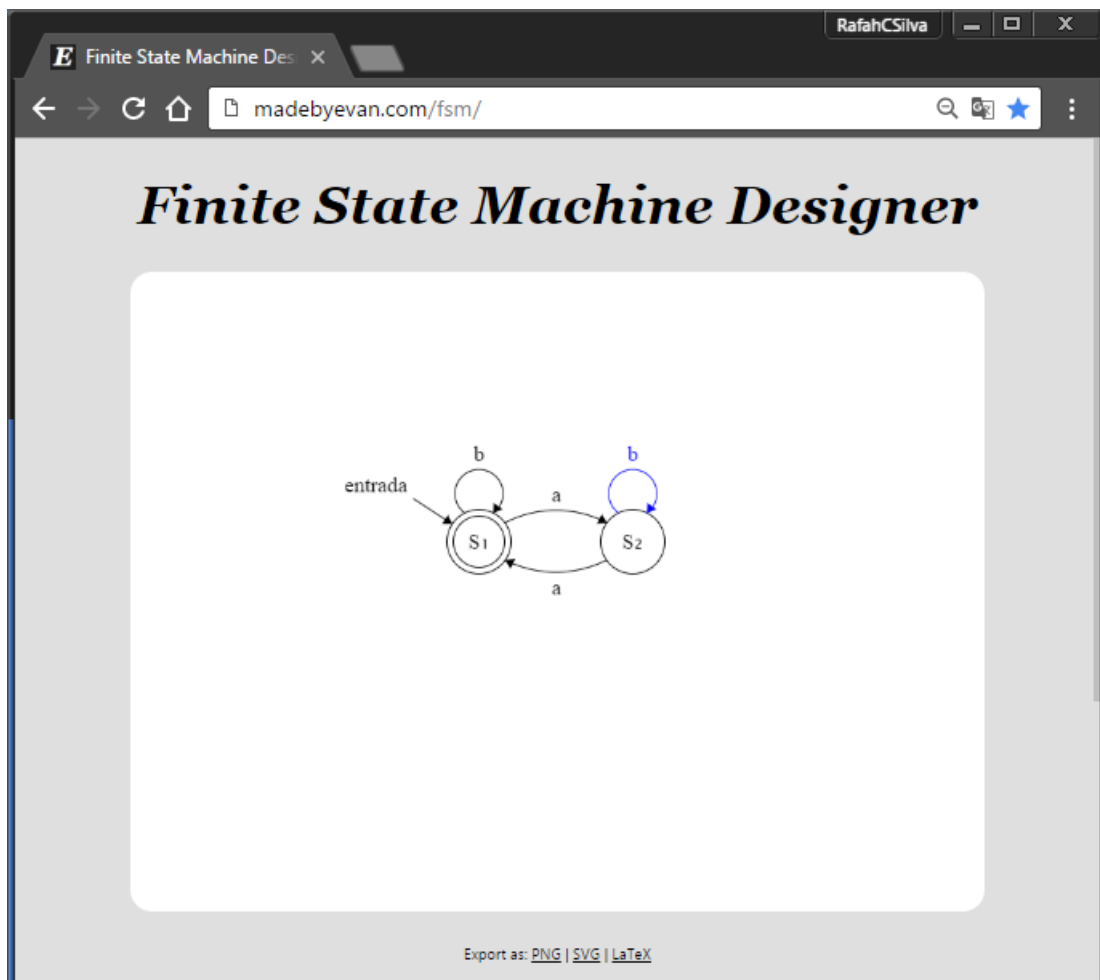 RafahCSilva
E Finite State Machine Des
madebyevan.com/fsm/
Finite State Machine Designer
b b
entrada
a
S₁ S₂
a
Export as: PNG | SVG | LaTeX